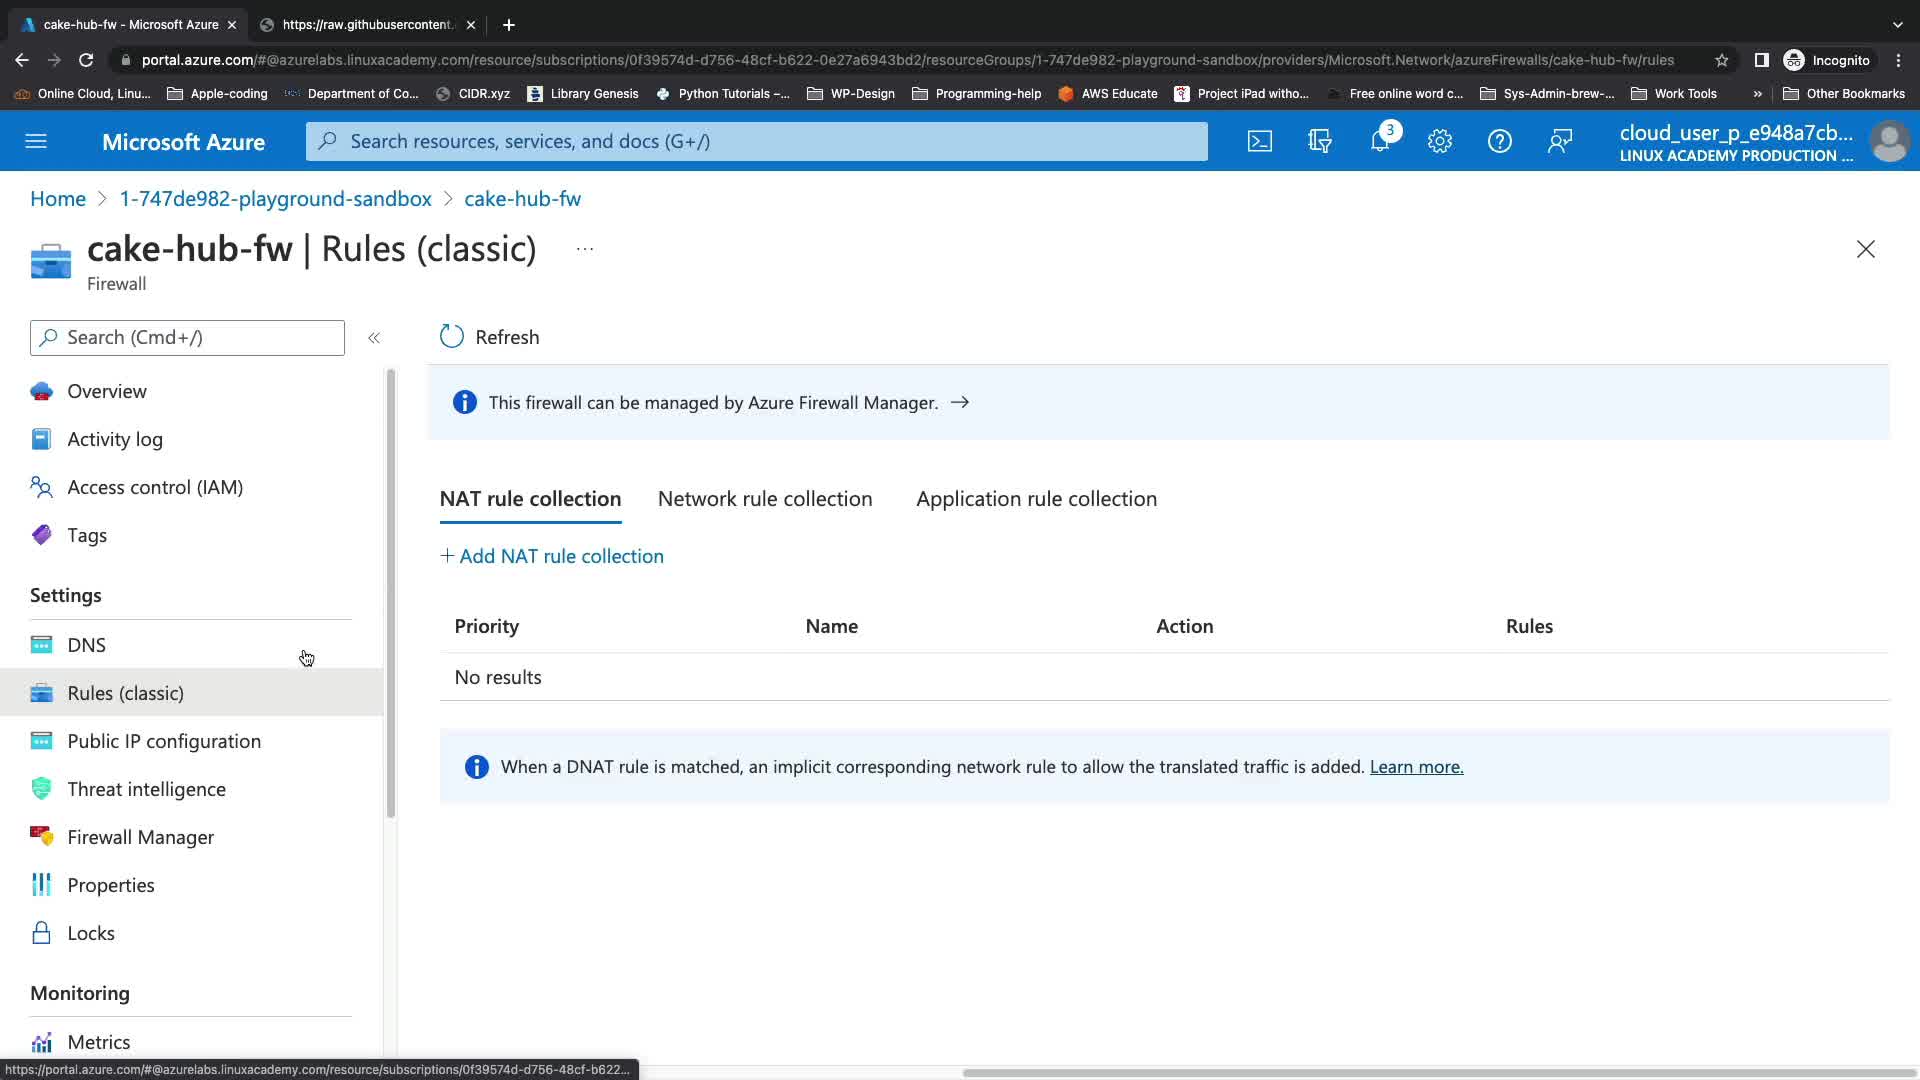 cake-hub-fw - Microsoft Azure
https://raw.githubusercontent.
portal.azure.com/#@azurelabs.linuxacademy.com/resource/subscriptions/0f39574d-d756-48cf-b622-0e27a6943bd2/resourceGroups/1-747de982-playground-sandbox/providers/Microsoft.Network/azureFirewalls/cake-hub-fw/rules
Incognito
Online Cloud, Linu...
Apple-coding
Department of Co...
CIDR.xyz
Library Genesis
Python Tutorials –...
WP-Design
Programming-help
AWS Educate
Project iPad witho...
Free online word c...
Sys-Admin-brew-...
Work Tools
»
Other Bookmarks
Microsoft Azure
Search resources, services, and docs (G+/)
3
cloud_user_p_e948a7cb...
LINUX ACADEMY PRODUCTION ...
Home > 1-747de982-playground-sandbox > cake-hub-fw
cake-hub-fw | Rules (classic) ...
Firewall
Search (Cmd+/)
«
Refresh
Overview
Activity log
Access control (IAM)
Tags
Settings
DNS
Rules (classic)
Public IP configuration
Threat intelligence
Firewall Manager
Properties
Locks
Monitoring
Metrics
This firewall can be managed by Azure Firewall Manager. →
NAT rule collection
Network rule collection
Application rule collection
+ Add NAT rule collection
Priority
Name
Action
Rules
No results
When a DNAT rule is matched, an implicit corresponding network rule to allow the translated traffic is added. Learn more.
https://portal.azure.com/#@azurelabs.linuxacademy.com/resource/subscriptions/0f39574d-d756-48cf-b622...